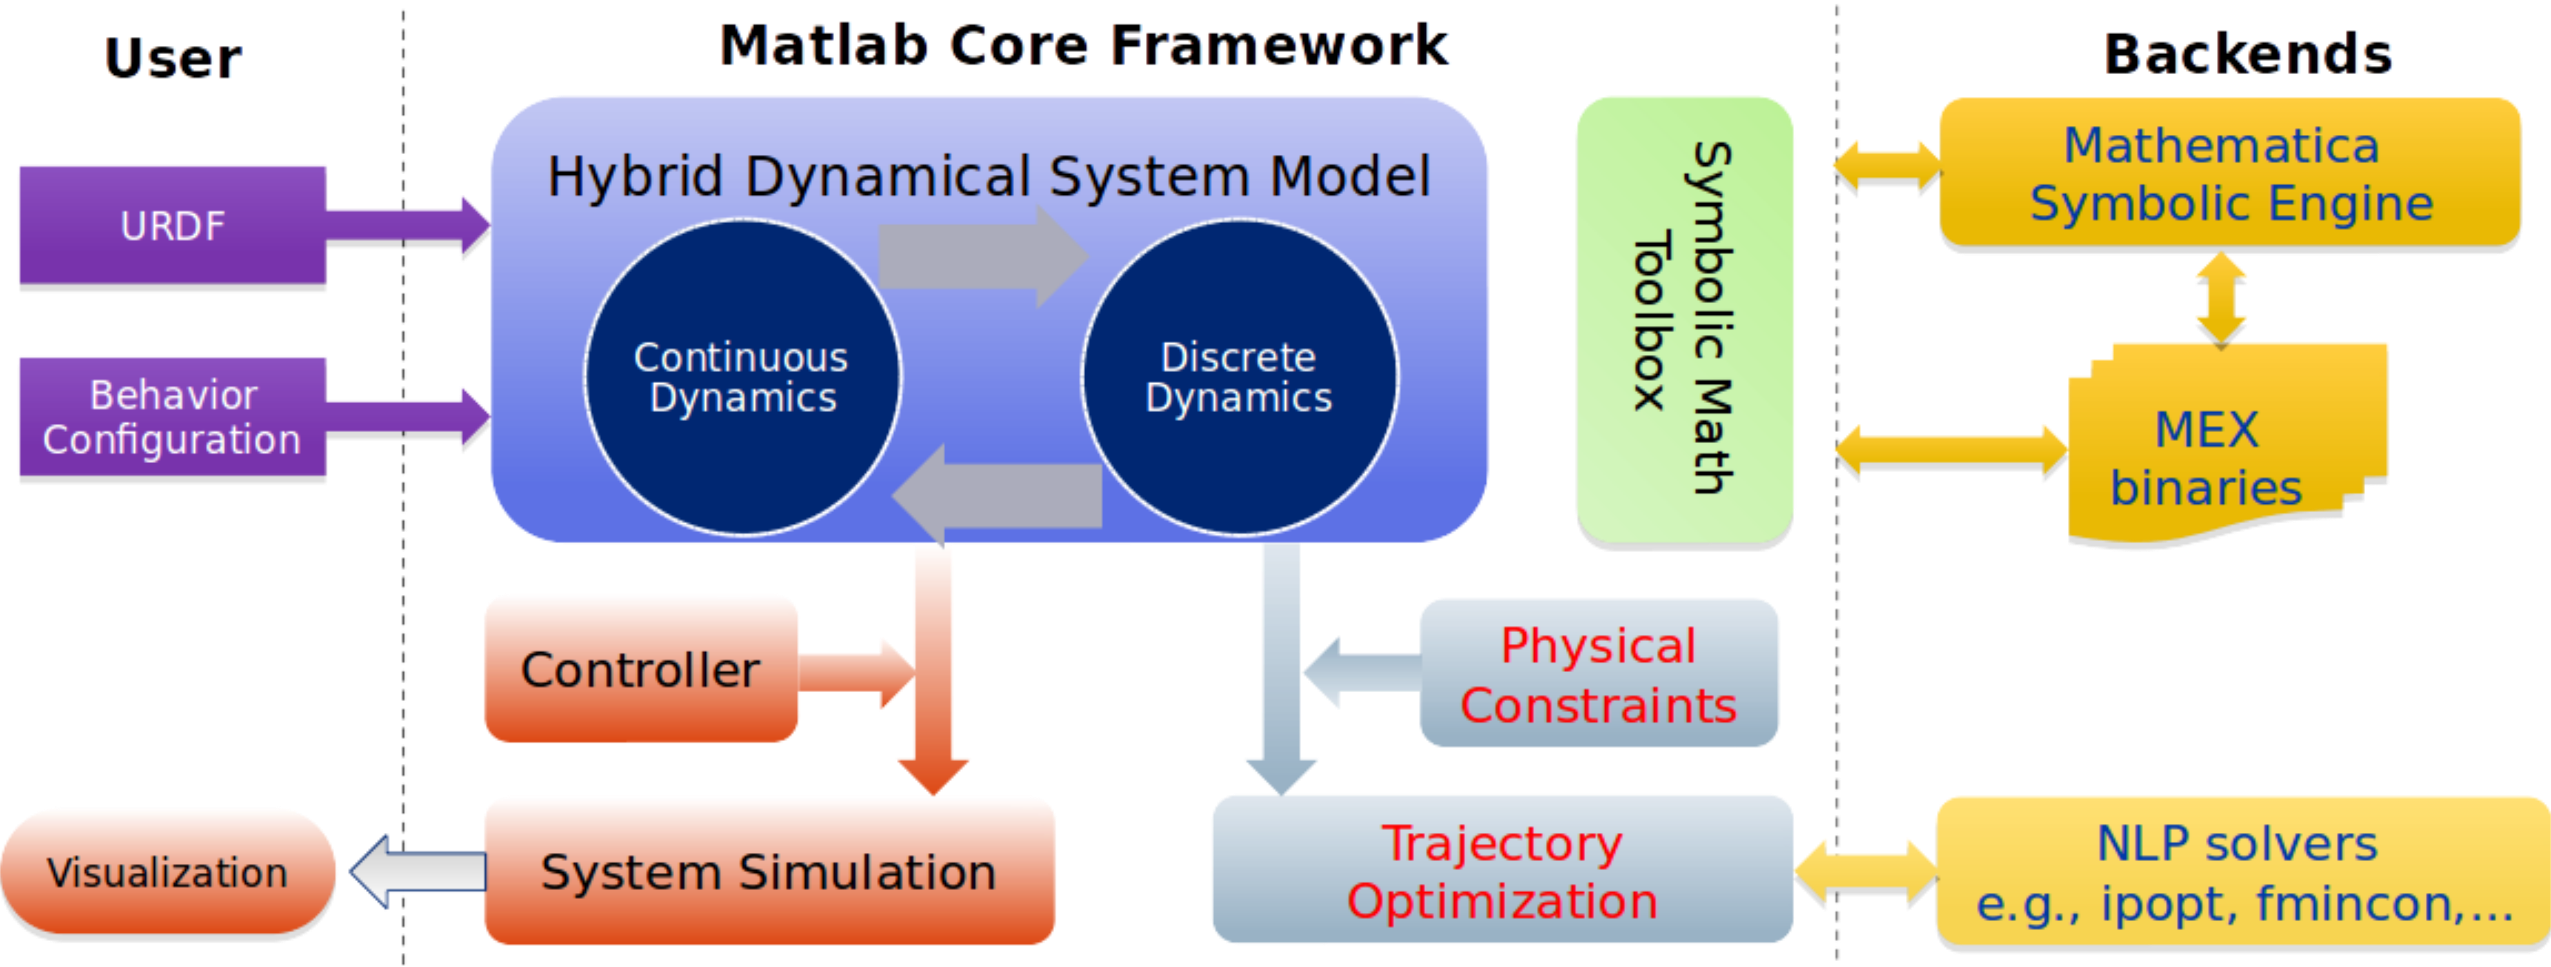 User
Matlab Core Framework
Backends
URDF
Behavior
Configuration
Hybrid Dynamical System Model
Continuous
Dynamics
Discrete
Dynamics
Symbolic Math
Toolbox
Mathematica
Symbolic Engine
MEX
binaries
Controller
Physical
Constraints
Visualization
System Simulation
Trajectory
Optimization
NLP solvers
e.g., ipopt, fmincon,...